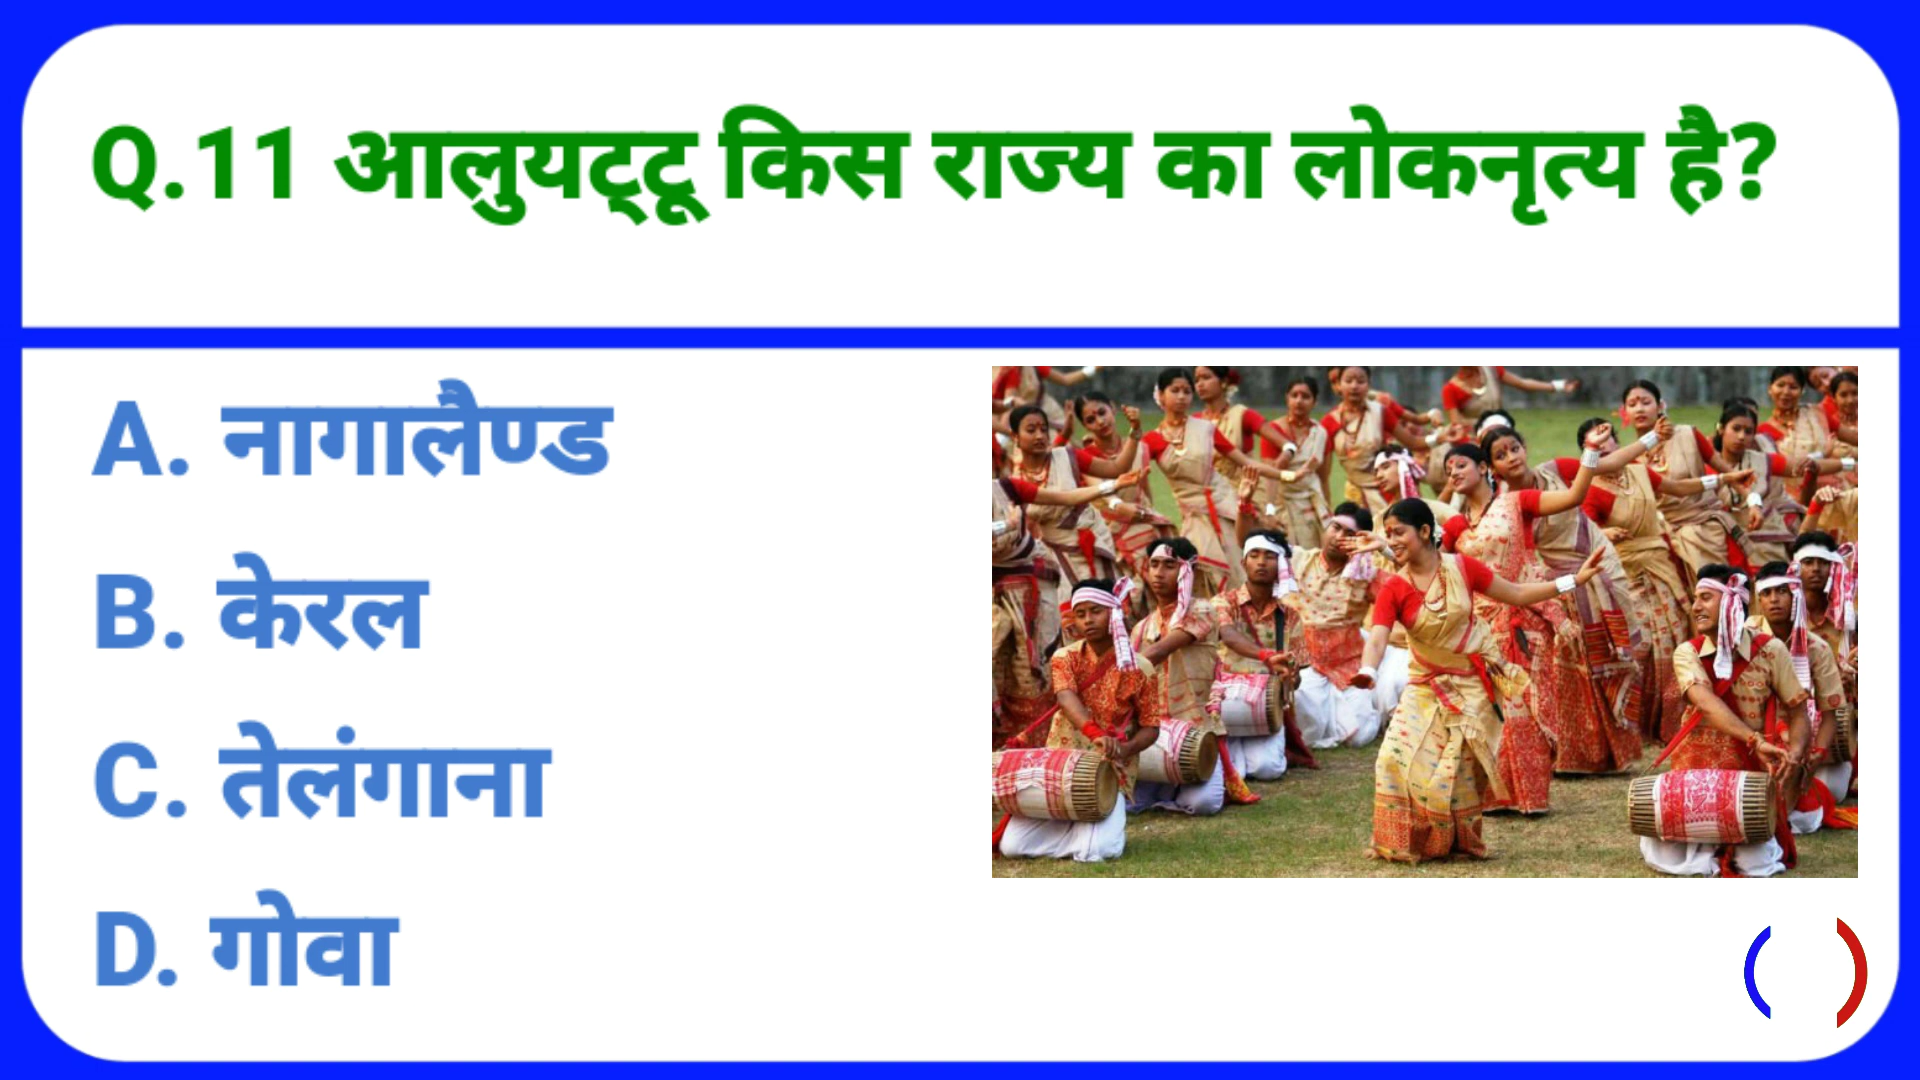 Q.11 आलुयट्टू किस राज्य का लोकनृत्य है?
A. नागालैण्ड
B. केरल
C. तेलंगाना
D. गोवा